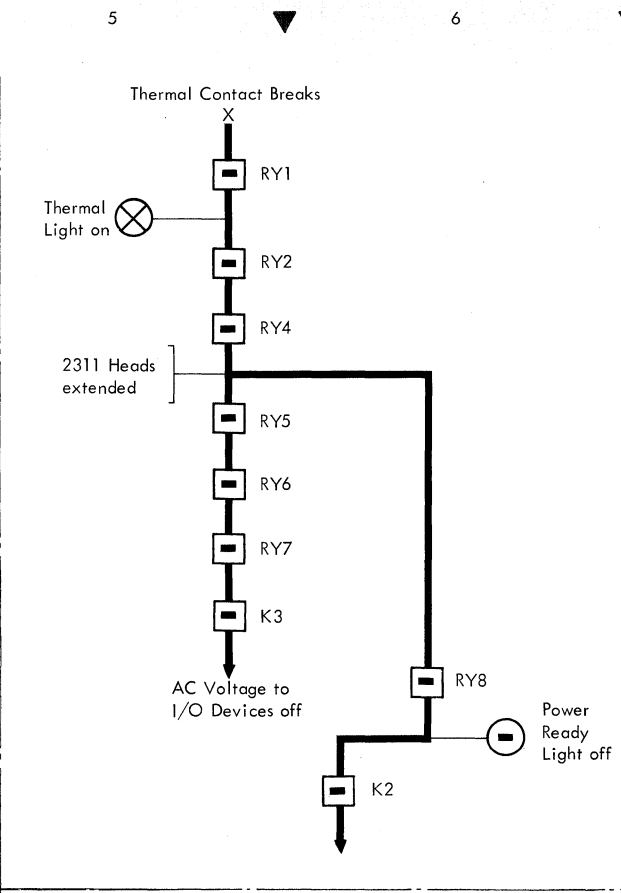 5
6
Thermal Contact Breaks
X
RY1
Thermal
Light on
RY2
RY4
2311 Heads
extended
RY5
RY6
RY7
K3
AC Voltage to
I/O Devices off
RY8
Power
Ready
Light off
K2